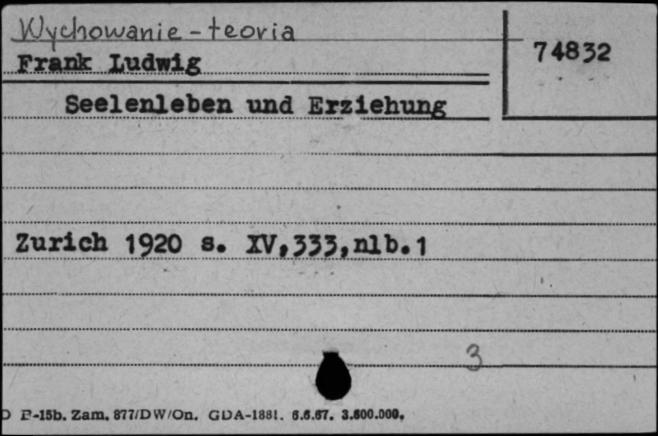 Wychowanie - teoria
74832
Frank Ludwig
Seelenleben und Erziehung
Zurich 1920 s. XV,333,nlb.1
3
P-15b. Zam. 877/DW/On. GDA-1881. 6.6.67. 3.600.000.